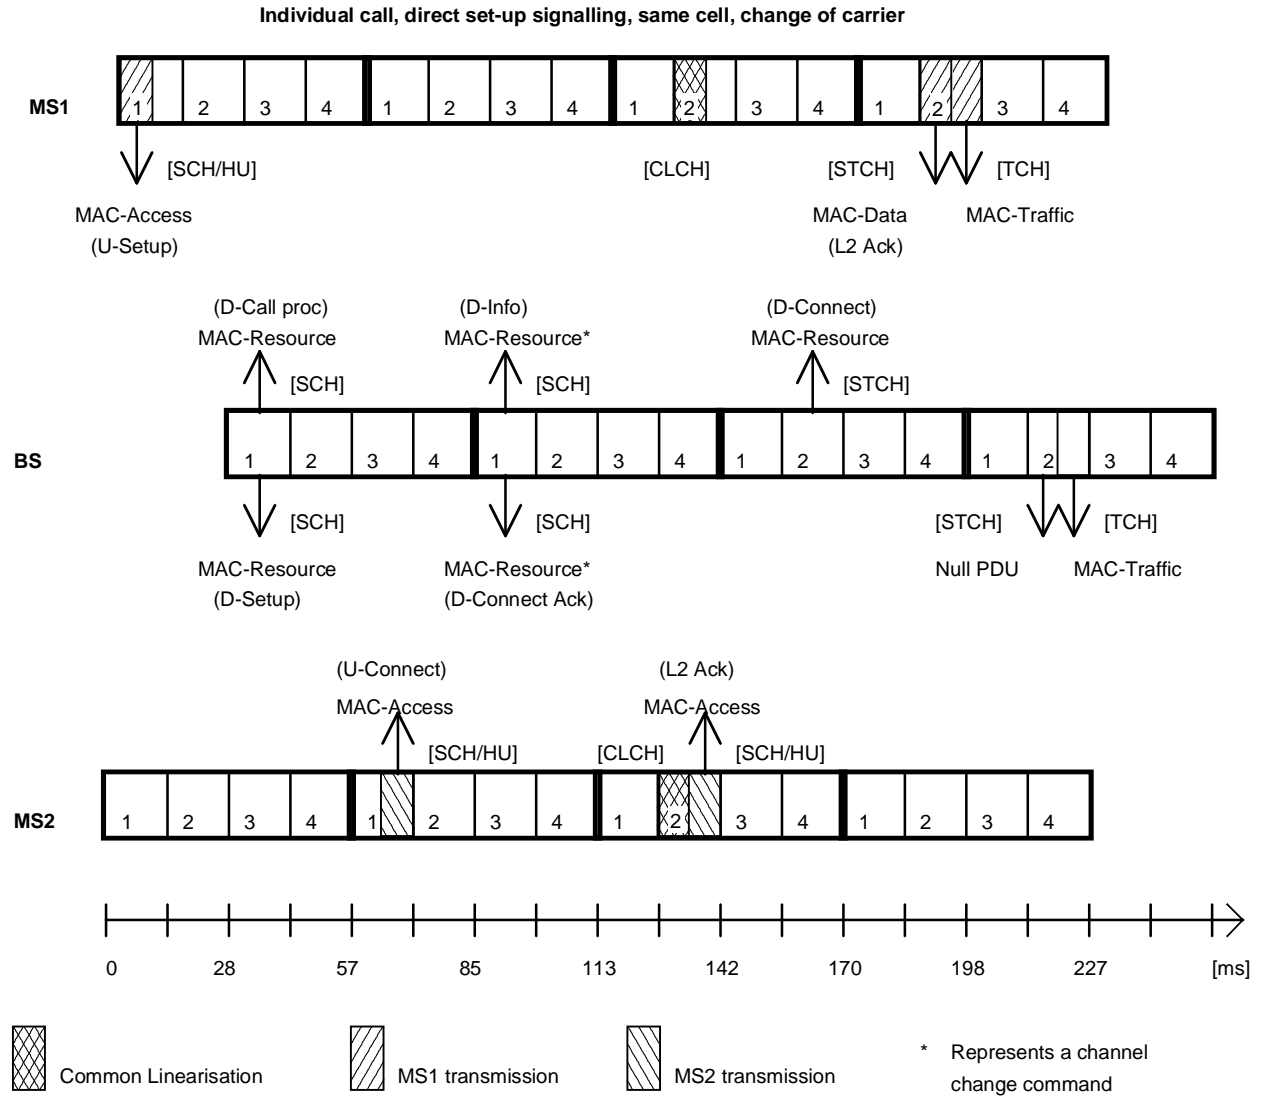 Individual call, direct set-up signalling, same cell, change of carrier
MS1
1 2 3 4 1 2 3 4 1 2 3 4 1 2 3 4
[SCH/HU] [CLCH] [STCH] [TCH]
MAC-Access MAC-Data MAC-Traffic
(U-Setup) (L2 Ack)
(D-Call proc) (D-Info) (D-Connect)
MAC-Resource MAC-Resource* MAC-Resource
[SCH] [SCH] [STCH]
BS
1 2 3 4 1 2 3 4 1 2 3 4 1 2 3 4
[SCH] [SCH] [STCH] [TCH]
MAC-Resource MAC-Resource* Null PDU MAC-Traffic
(D-Setup) (D-Connect Ack)
(U-Connect) (L2 Ack)
MAC-Access MAC-Access
[SCH/HU] [CLCH] [SCH/HU]
MS2
1 2 3 4 1 2 3 4 1 2 3 4 1 2 3 4
0 28 57 85 113 142 170 198 227 [ms]
Common Linearisation
MS1 transmission
MS2 transmission
* Represents a channel
change command